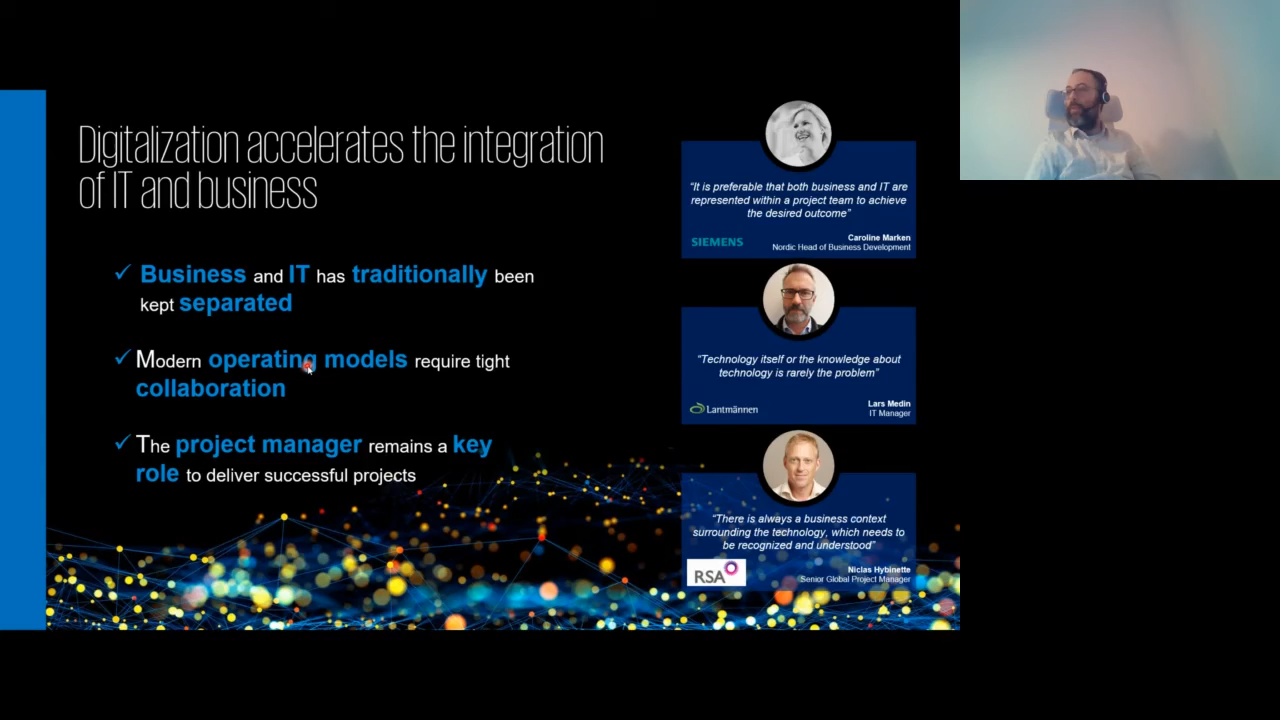 Digitalization accelerates the integration
of IT and business
Business and IT has traditionally been
kept separated
Modern operating models require tight
collaboration
The project manager remains a key
role to deliver successful projects
"It is preferable that both business and IT are
represented within a project team to achieve
the desired outcome"
SIEMENS
Caroline Marken
Nordic Head of Business Development
"Technology itself or the knowledge about
technology is rarely the problem"
Lantmännen
Lars Medin
IT Manager
"There is always a business context
surrounding the technology, which needs to
be recognized and understood"
RSA
Niclas Hybinette
Senior Global Project Manager